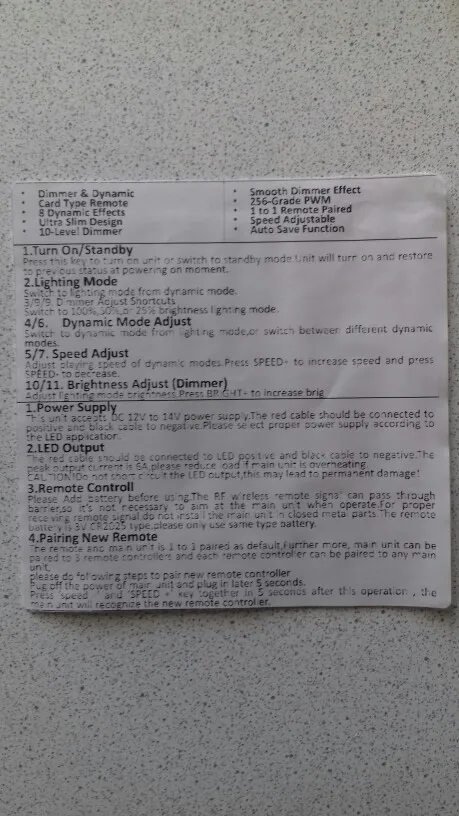 • Dimmer & Dynamic
• Card Type Remote
• 8 Dynamic Effects
• Ultra Slim Design
• 10-Level Dimmer
• Smooth Dimmer Effect
• 256-Grade PWM
• 1 to 1 Remote Paired
• Speed Adjustable
• Auto Save Function
1.Turn On/Standby
Press this key to turn on unit or switch to standby mode.Unit will turn on and restore
to previous status at powering on moment.
2.Lighting Mode
Switch to lighting mode from dynamic mode.
3/9/9. Dimmer Adjust Shortcuts
Switch to 100%,50%,or 25% brightness lighting mode.
4/6. Dynamic Mode Adjust
Switch to dynamic mode from lighting mode,or switch between different dynamic
modes.
5/7. Speed Adjust
Adjust playing speed of dynamic modes.Press SPEED+ to increase speed and press
SPEED- to decrease.
10/11. Brightness Adjust (Dimmer)
Adjust lighting mode brightness.Press BRIGHT+ to increase brig
1.Power Supply
This unit accepts DC 12V to 14V power supply.The red cable should be connected to
positive and black cable to negative.Please select proper power supply according to
the LED application.
2.LED Output
The red cable should be connected to LED positive and black cable to negative.The
peak output current is 6A,please reduce load if main unit is overheating.
CAUTION!Do not short circuit the LED output,this may lead to permanent damage!
3.Remote Controll
Please Add battery before using.The RF wireless remote signal can pass through
barrier,so it's not necessary to aim at the main unit when operate.For proper
receiving remote signal do not install the main unit in closed meta parts.The remote
battery is 3V CR2025 type,please only use same type battery.
4.Pairing New Remote
The remote and main unit is 1 to 1 paired as default.Further more, main unit can be
paired to 3 remote controllers and each remote controller can be paired to any main
unit.
please do following steps to pair new remote controller
Plug off the power of main unit and plug in later 5 seconds.
Press 'speed and 'SPEED +' key together in 5 seconds after this operation , the
main unit will recognize the new remote controller.